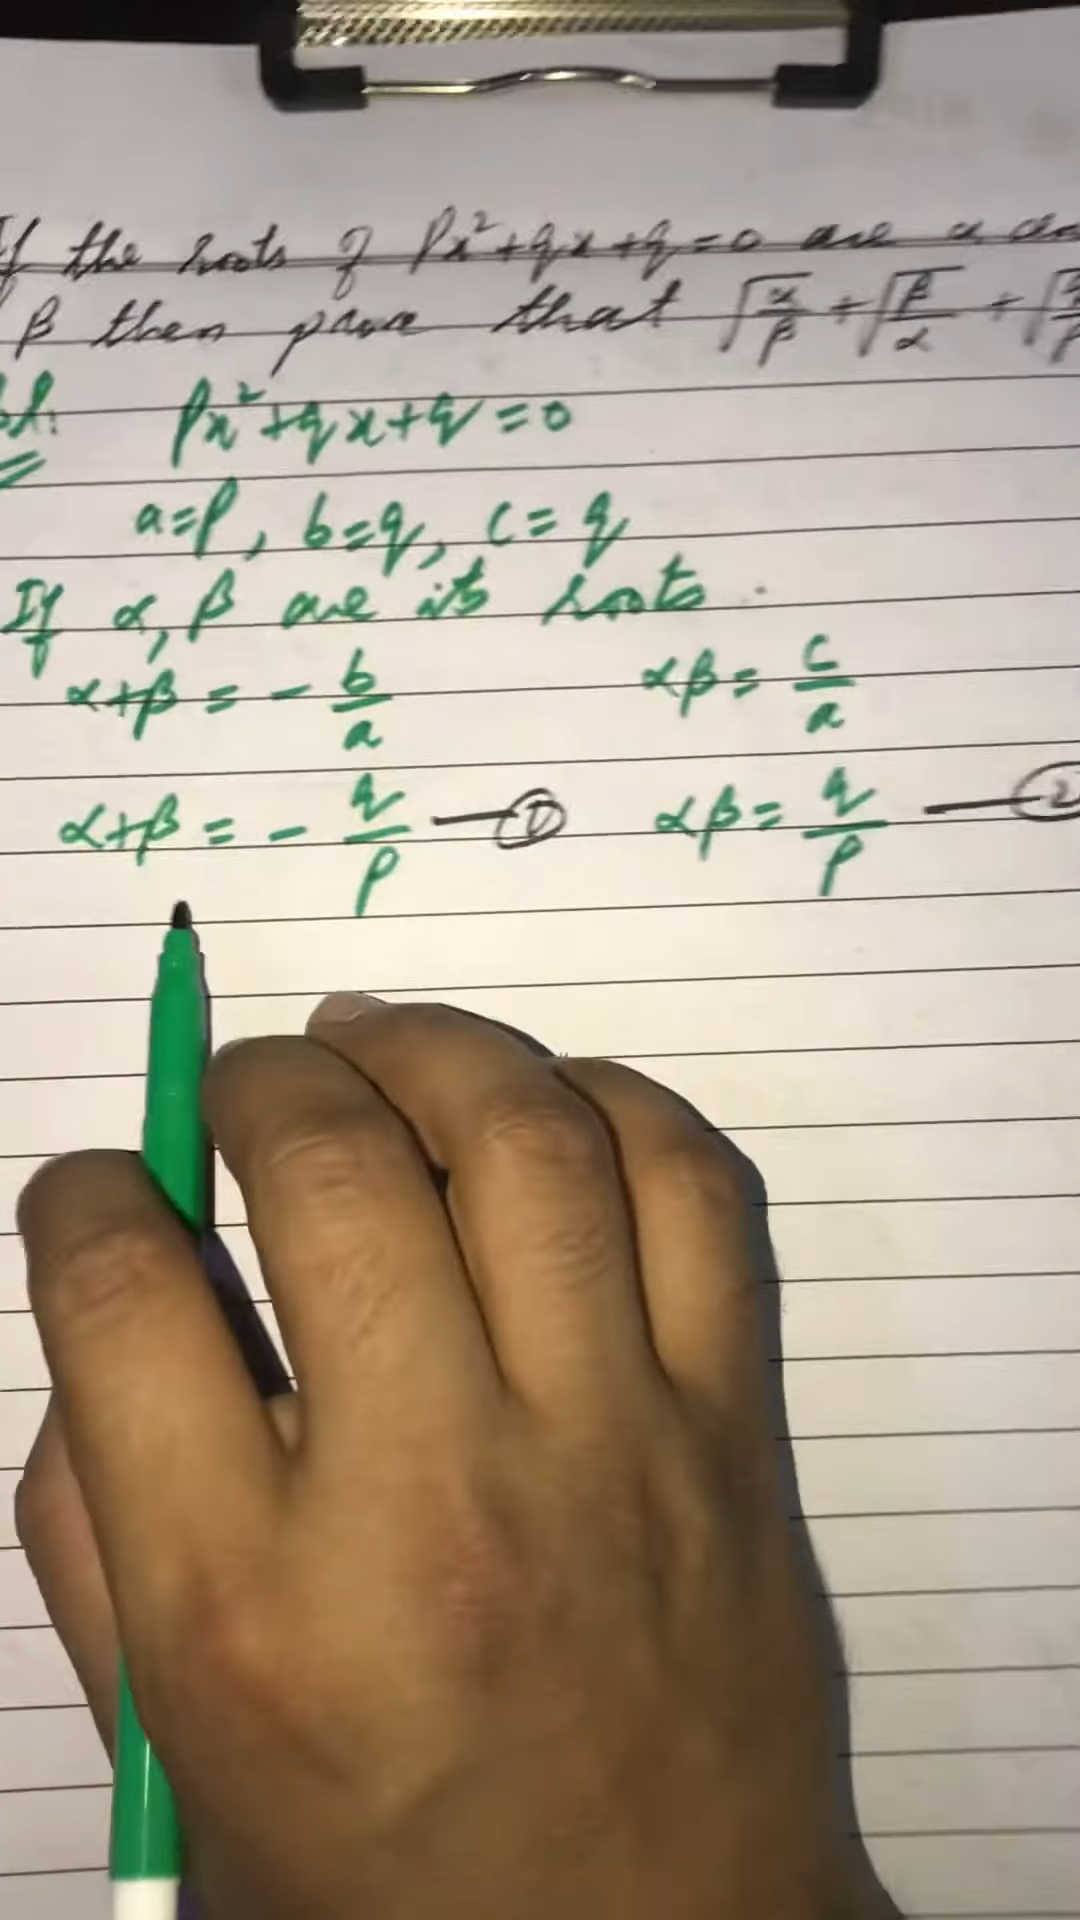 If the roots of Px²+qx+q=0 are α an
β then prove that √α/β + √β/α + √
Sol: Px²+qx+q=0
a=P, b=q, c=q
If α, β are its roots.
α+β = - b/a αβ = c/a
α+β = - q/P — ① αβ = q/P — ②